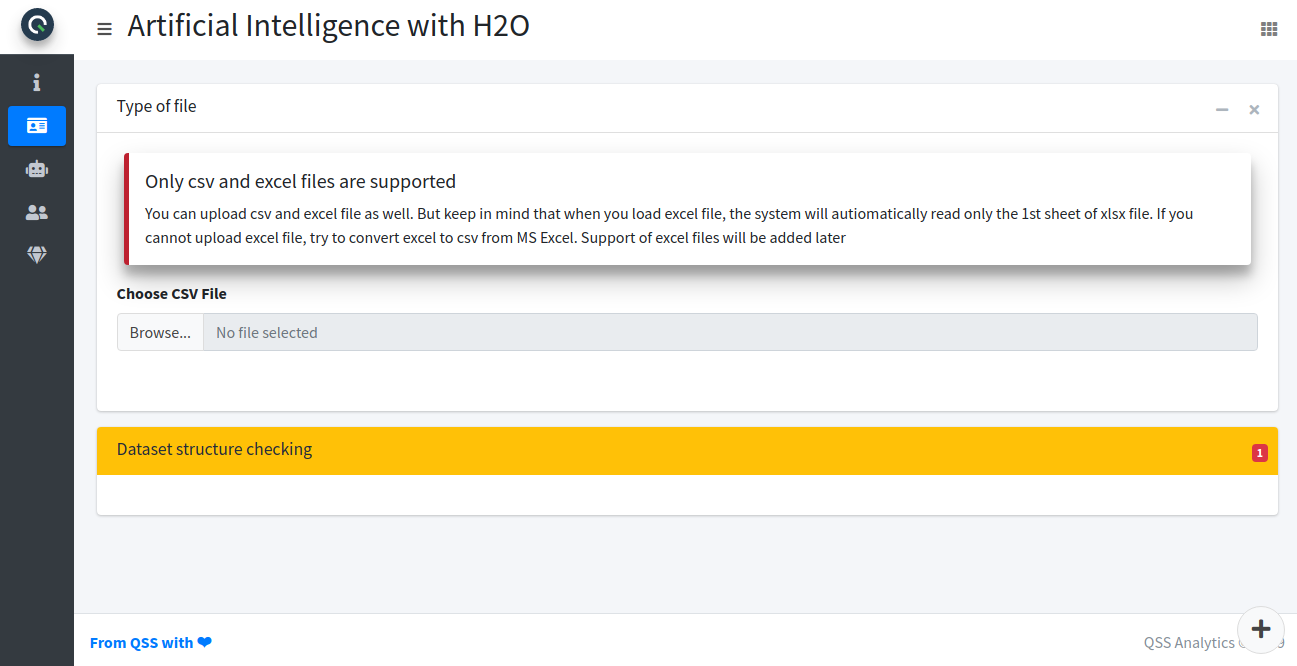 Artificial Intelligence with H2O
Type of file
Only csv and excel files are supported
You can upload csv and excel file as well. But keep in mind that when you load excel file, the system will autiomatically read only the 1st sheet of xlsx file. If you
cannot upload excel file, try to convert excel to csv from MS Excel. Support of excel files will be added later
Choose CSV File
Browse... No file selected
Dataset structure checking 1
From QSS with ❤
QSS Analytics